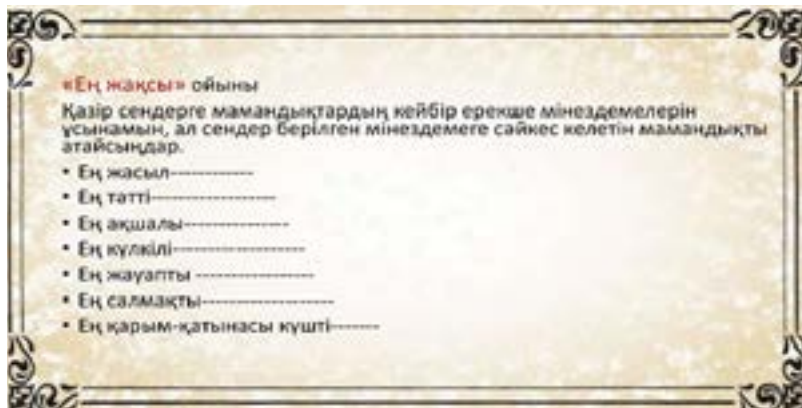 «Ең жақсы» ойыны
Қазір сендерге мамандықтардың кейбір ерекше мінездемелерін
ұсынамын, ал сендер берілген мінездемеге сәйкес келетін мамандықты
атайсыңдар.
• Ең жасыл-------------
• Ең тәтті-------------------
• Ең ақшалы----------------
• Ең күлкілі--------------------
• Ең жауапты ------------------
• Ең салмақты--------------------
• Ең қарым-қатынасы күшті-------